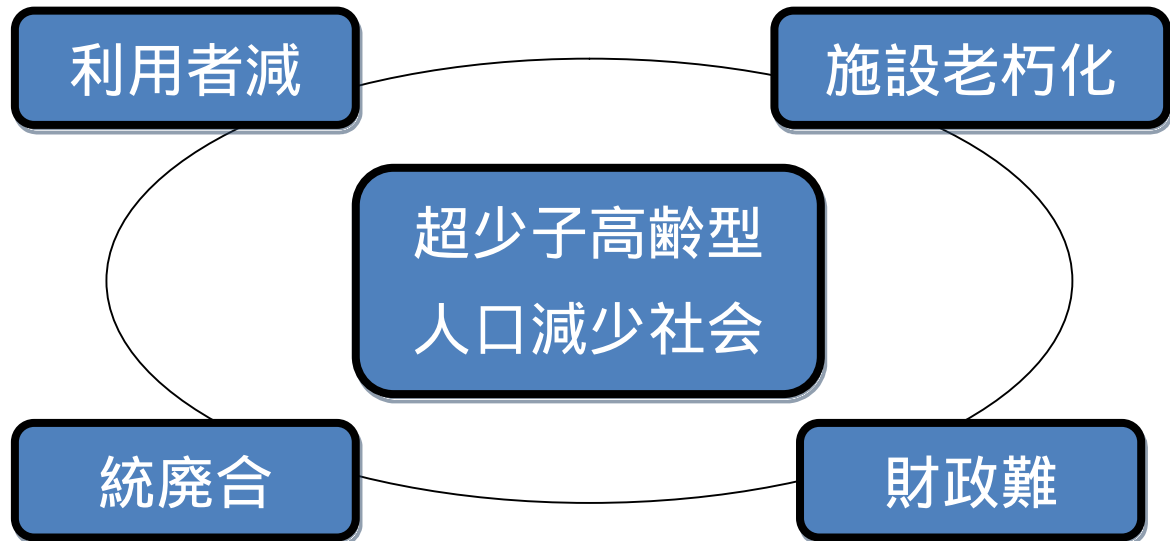 利用者減
施設老朽化
超少子高齢型
人口減少社会
統廃合
財政難